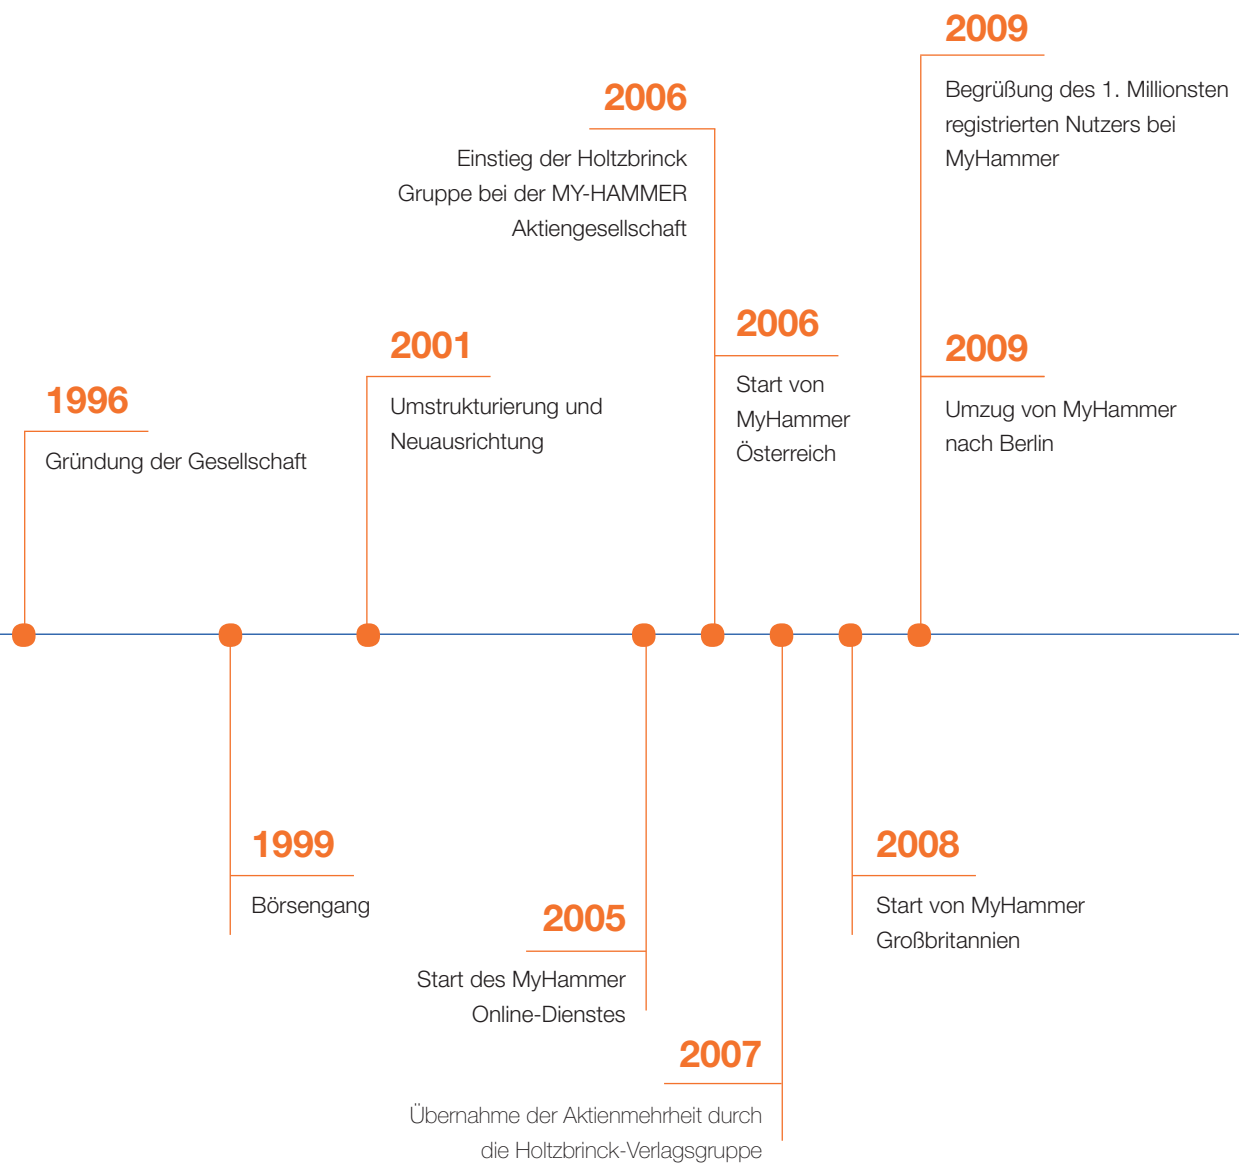 1996
Gründung der Gesellschaft
1999
Börsengang
2001
Umstrukturierung und
Neuausrichtung
2005
Start des MyHammer
Online-Dienstes
2006
Einstieg der Holtzbrinck
Gruppe bei der MY-HAMMER
Aktiengesellschaft
2006
Start von
MyHammer
Österreich
2007
Übernahme der Aktienmehrheit durch
die Holtzbrinck-Verlagsgruppe
2008
Start von MyHammer
Großbritannien
2009
Begrüßung des 1. Millionsten
registrierten Nutzers bei
MyHammer
2009
Umzug von MyHammer
nach Berlin